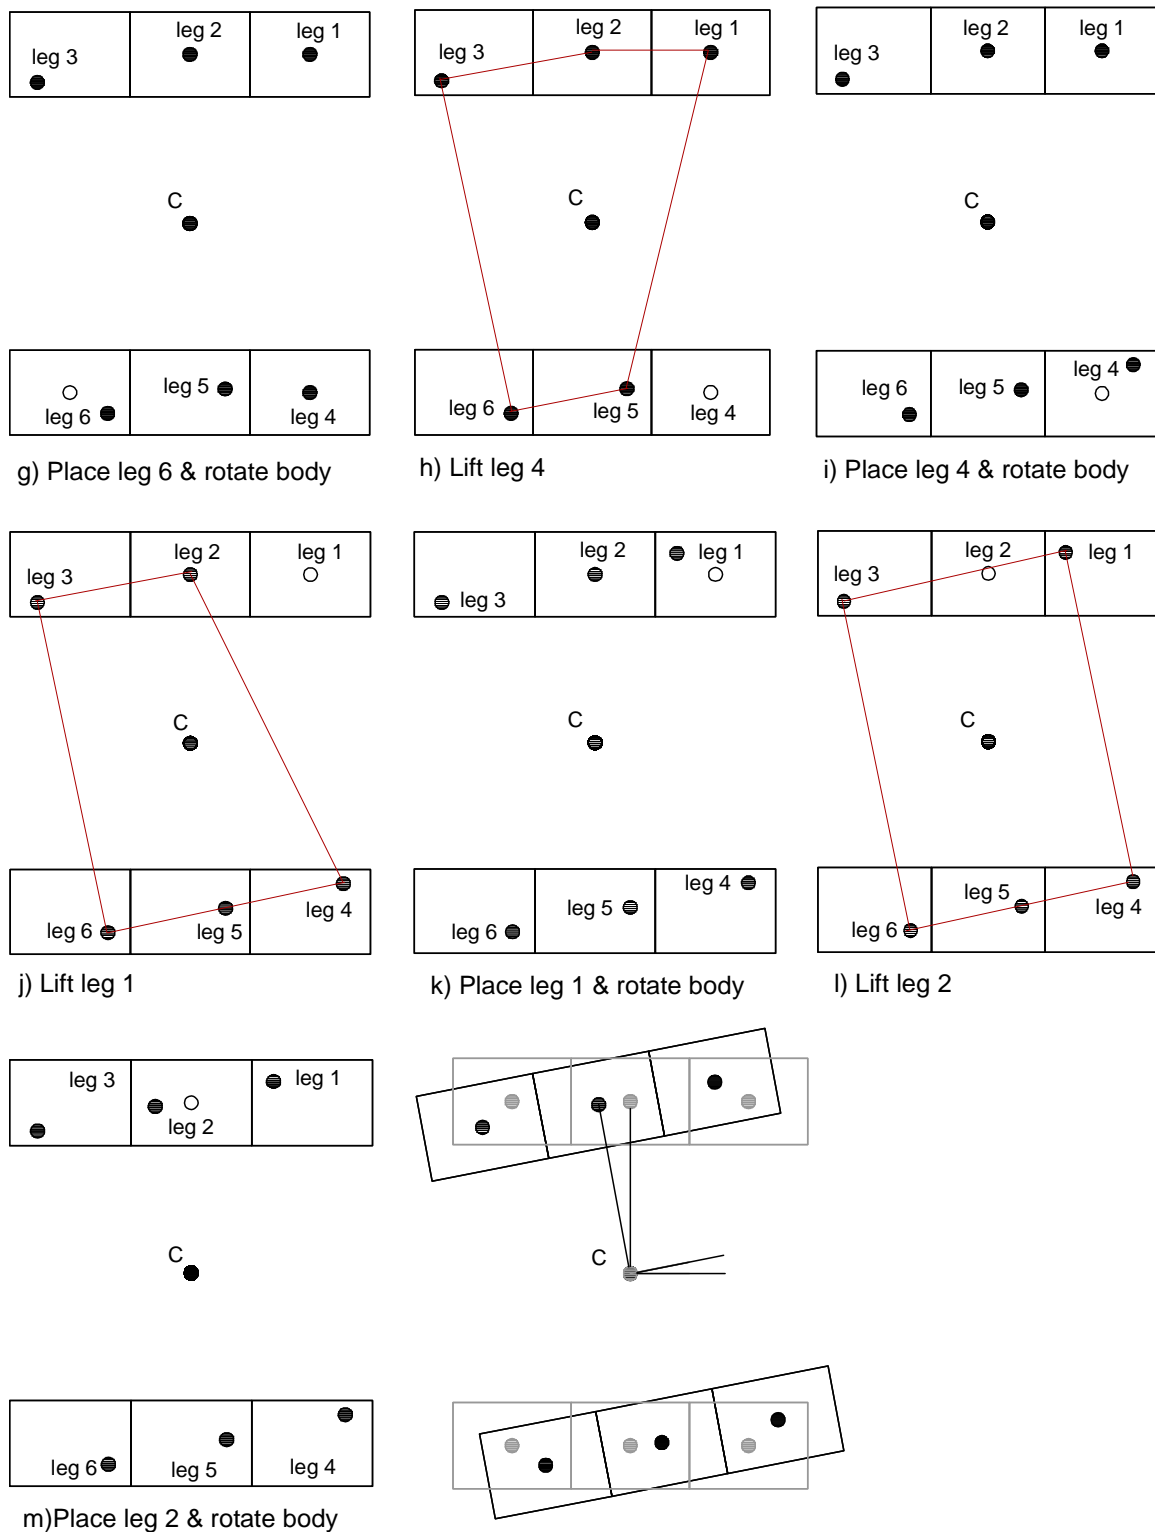 leg 3
leg 2
leg 1
C
leg 6
leg 5
leg 4
g) Place leg 6 & rotate body
leg 3
leg 2
leg 1
C
leg 6
leg 5
leg 4
h) Lift leg 4
leg 3
leg 2
leg 1
C
leg 6
leg 5
leg 4
i) Place leg 4 & rotate body
leg 3
leg 2
leg 1
C
leg 6
leg 5
leg 4
j) Lift leg 1
leg 3
leg 2
leg 1
C
leg 6
leg 5
leg 4
k) Place leg 1 & rotate body
leg 3
leg 2
leg 1
C
leg 6
leg 5
leg 4
l) Lift leg 2
leg 3
leg 2
leg 1
C
leg 6
leg 5
leg 4
m)Place leg 2 & rotate body
C